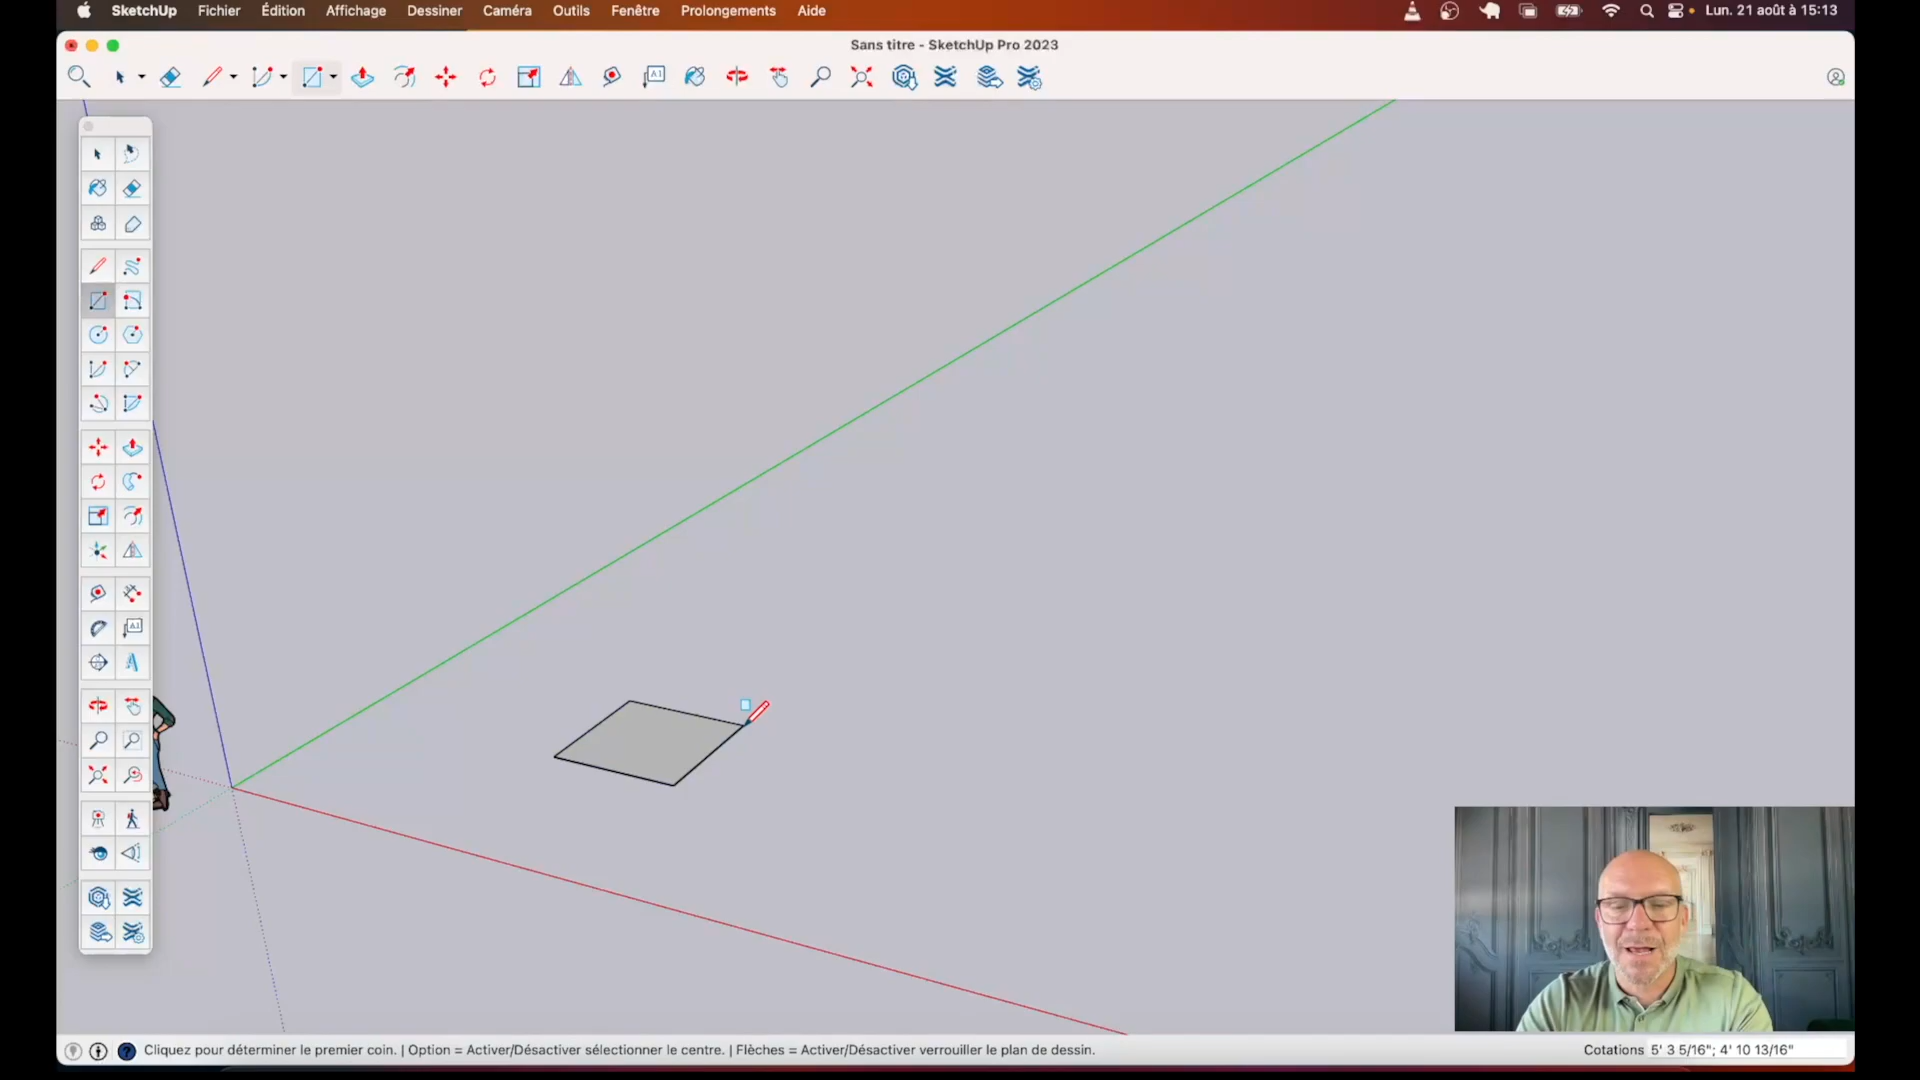 SketchUp Fichier Édition Affichage Dessiner Caméra Outils Fenêtre Prolongements Aide Lun. 21 août à 15:13
Sans titre - SketchUp Pro 2023
A1
A1
A
Cliquez pour déterminer le premier coin. | Option = Activer/Désactiver sélectionner le centre. | Flèches = Activer/Désactiver verrouiller le plan de dessin. Cotations 5' 3 5/16"; 4' 10 13/16"